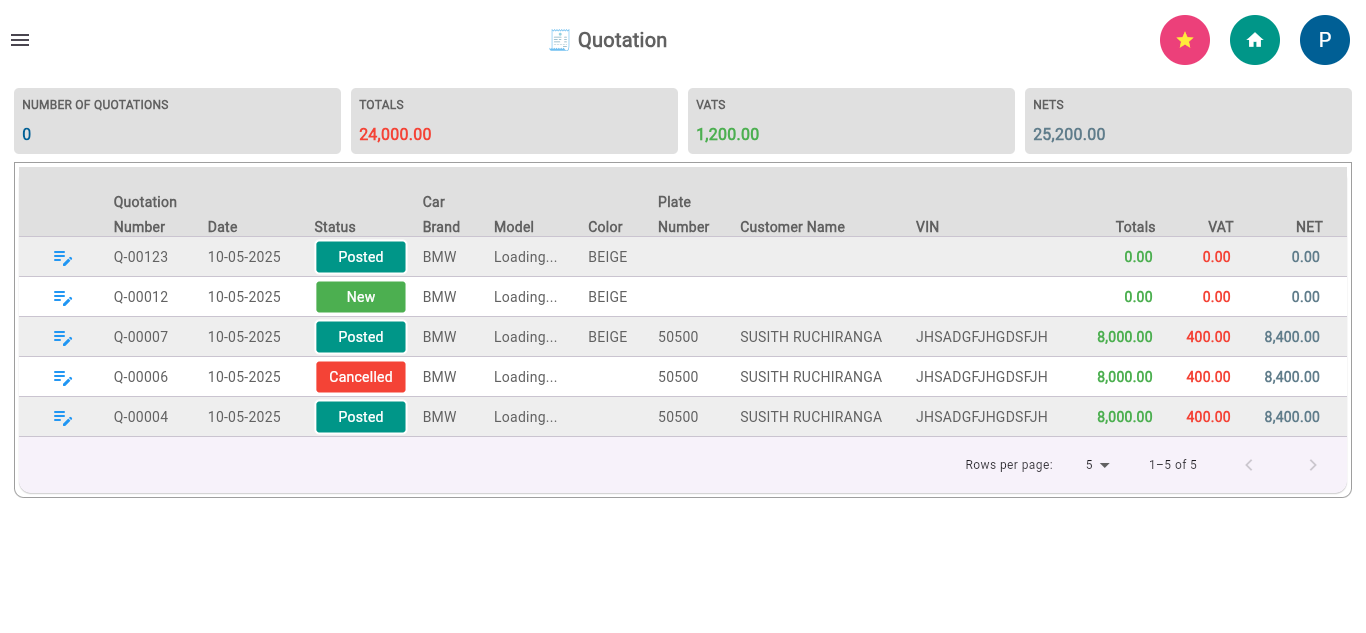 🧾 Quotation
P
NUMBER OF QUOTATIONS
0
TOTALS
24,000.00
VATS
1,200.00
NETS
25,200.00
Quotation Number Date Status Car Brand Model Color Plate Number Customer Name VIN Totals VAT NET
Q-00123 10-05-2025 Posted BMW Loading... BEIGE 0.00 0.00 0.00
Q-00012 10-05-2025 New BMW Loading... BEIGE 0.00 0.00 0.00
Q-00007 10-05-2025 Posted BMW Loading... BEIGE 50500 SUSITH RUCHIRANGA JHSADGFJHGDSFJH 8,000.00 400.00 8,400.00
Q-00006 10-05-2025 Cancelled BMW Loading... 50500 SUSITH RUCHIRANGA JHSADGFJHGDSFJH 8,000.00 400.00 8,400.00
Q-00004 10-05-2025 Posted BMW Loading... 50500 SUSITH RUCHIRANGA JHSADGFJHGDSFJH 8,000.00 400.00 8,400.00
Rows per page: 5 1–5 of 5